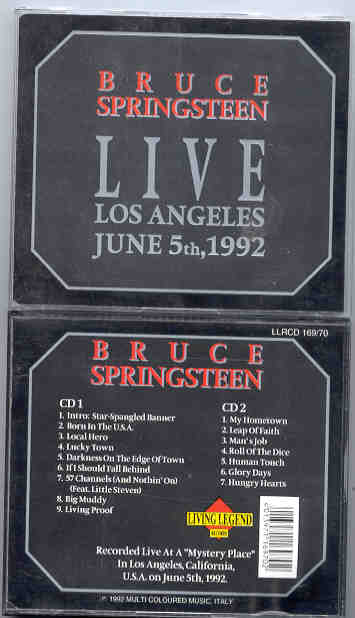 BRUCE
SPRINGSTEEN
LIVE
LOS ANGELES
JUNE 5th, 1992
LLRCD 169/70
BRUCE
SPRINGSTEEN
CD 1
1. Intro: Star-Spangled Banner
2. Born In The U.S.A.
3. Local Hero
4. Lucky Town
5. Darkness On The Edge Of Town
6. If I Should Fall Behind
7. 57 Channels (And Nothin' On)
(Feat. Little Steven)
8. Big Muddy
9. Living Proof
CD 2
1. My Hometown
2. Leap Of Faith
3. Man's Job
4. Roll Of The Dice
5. Human Touch
6. Glory Days
7. Hungry Hearts
LIVING LEGEND
RECORDS
Recorded Live At A "Mystery Place"
In Los Angeles, California,
U.S.A. on June 5th, 1992.
℗ 1992 MULTI COLOURED MUSIC, ITALY